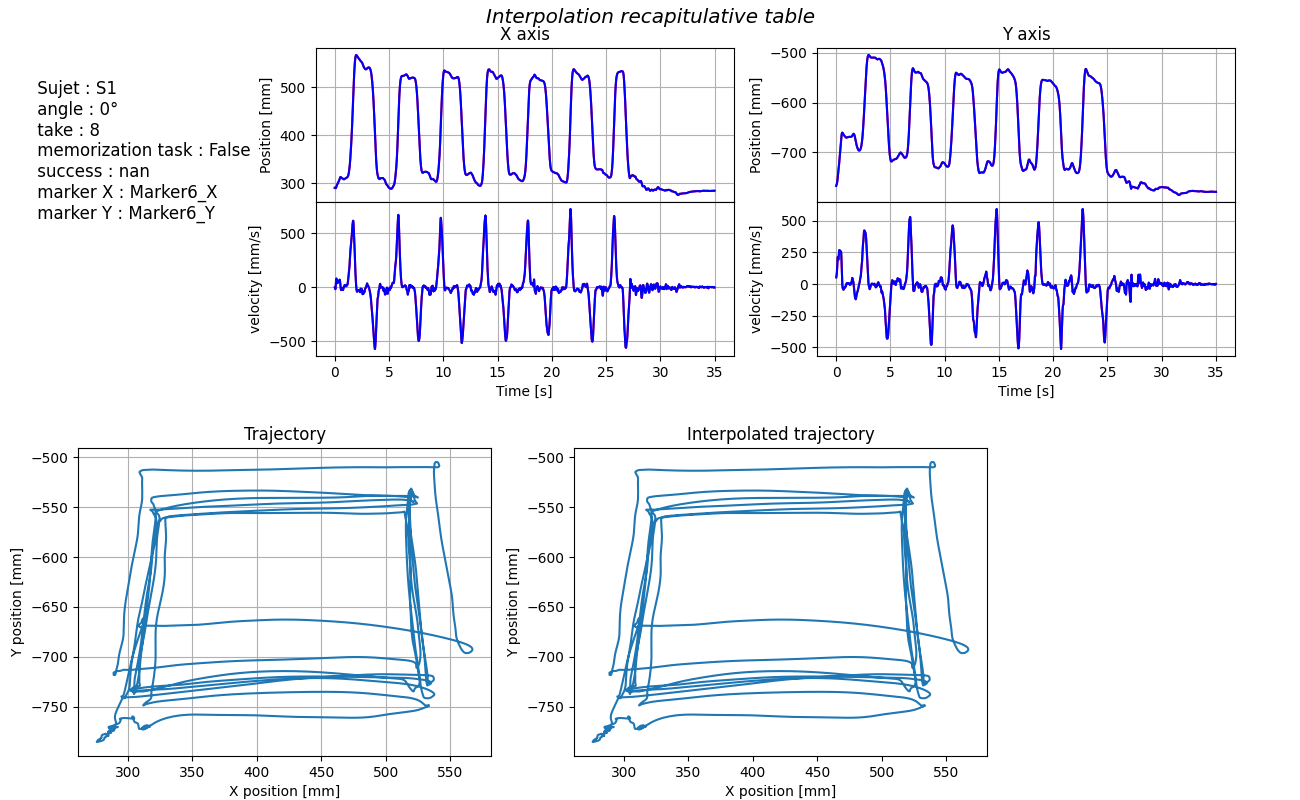 Interpolation recapitulative table
Sujet : S1
angle : 0°
take : 8
memorization task : False
success : nan
marker X : Marker6_X
marker Y : Marker6_Y
X axis
Position [mm]
500
400
300
velocity [mm/s]
500
0
−500
0 5 10 15 20 25 30 35
Time [s]
Y axis
Position [mm]
−500
−600
−700
velocity [mm/s]
500
250
0
−250
−500
0 5 10 15 20 25 30 35
Time [s]
Trajectory
Y position [mm]
−500
−550
−600
−650
−700
−750
300 350 400 450 500 550
X position [mm]
Interpolated trajectory
Y position [mm]
−500
−550
−600
−650
−700
−750
300 350 400 450 500 550
X position [mm]